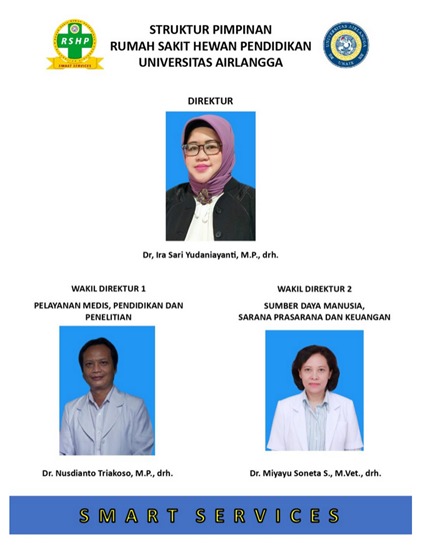 STRUKTUR PIMPINAN
RUMAH SAKIT HEWAN PENDIDIKAN
UNIVERSITAS AIRLANGGA
RSHP
SMART SERVICES
UNIVERSITAS AIRLANGGA
UNAIR
DIREKTUR
Dr, Ira Sari Yudaniayanti, M.P., drh.
WAKIL DIREKTUR 1
PELAYANAN MEDIS, PENDIDIKAN DAN
PENELITIAN
Dr. Nusdianto Triakoso, M.P., drh.
WAKIL DIREKTUR 2
SUMBER DAYA MANUSIA,
SARANA PRASARANA DAN KEUANGAN
Dr. Miyayu Soneta S., M.Vet., drh.
SMART SERVICES